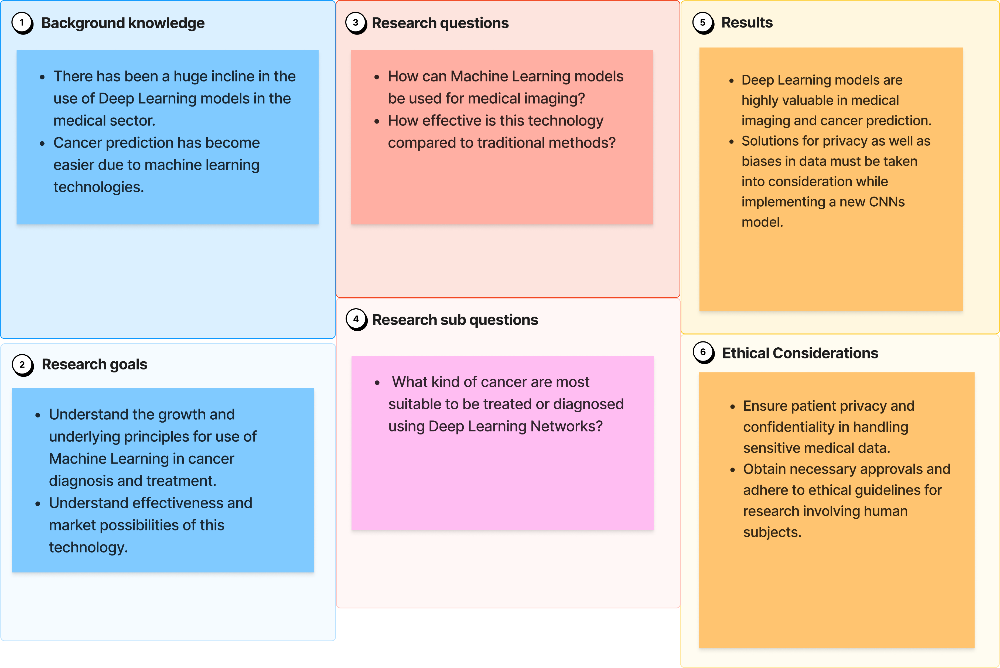 1 Background knowledge
• There has been a huge incline in the
use of Deep Learning models in the
medical sector.
• Cancer prediction has become
easier due to machine learning
technologies.
2 Research goals
• Understand the growth and
underlying principles for use of
Machine Learning in cancer
diagnosis and treatment.
• Understand effectiveness and
market possibilities of this
technology.
3 Research questions
• How can Machine Learning models
be used for medical imaging?
• How effective is this technology
compared to traditional methods?
4 Research sub questions
• What kind of cancer are most
suitable to be treated or diagnosed
using Deep Learning Networks?
5 Results
• Deep Learning models are
highly valuable in medical
imaging and cancer prediction.
• Solutions for privacy as well as
biases in data must be taken
into consideration while
implementing a new CNNs
model.
6 Ethical Considerations
• Ensure patient privacy and
confidentiality in handling
sensitive medical data.
• Obtain necessary approvals and
adhere to ethical guidelines for
research involving human
subjects.